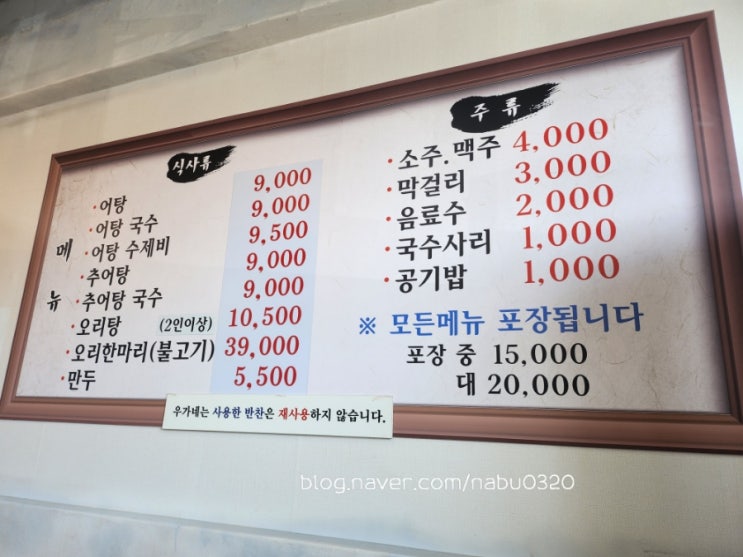 메뉴
식사류
· 어탕 9,000
· 어탕 국수 9,000
· 어탕 수제비 9,500
· 추어탕 9,000
· 추어탕 국수 9,000
· 오리탕 (2인이상) 10,500
· 오리한마리(불고기) 39,000
· 만두 5,500
주류
· 소주.맥주 4,000
· 막걸리 3,000
· 음료수 2,000
· 국수사리 1,000
· 공기밥 1,000
※ 모든메뉴 포장됩니다
포장 중 15,000
대 20,000
우가네는 사용한 반찬은 재사용하지 않습니다.
blog.naver.com/nabu0320